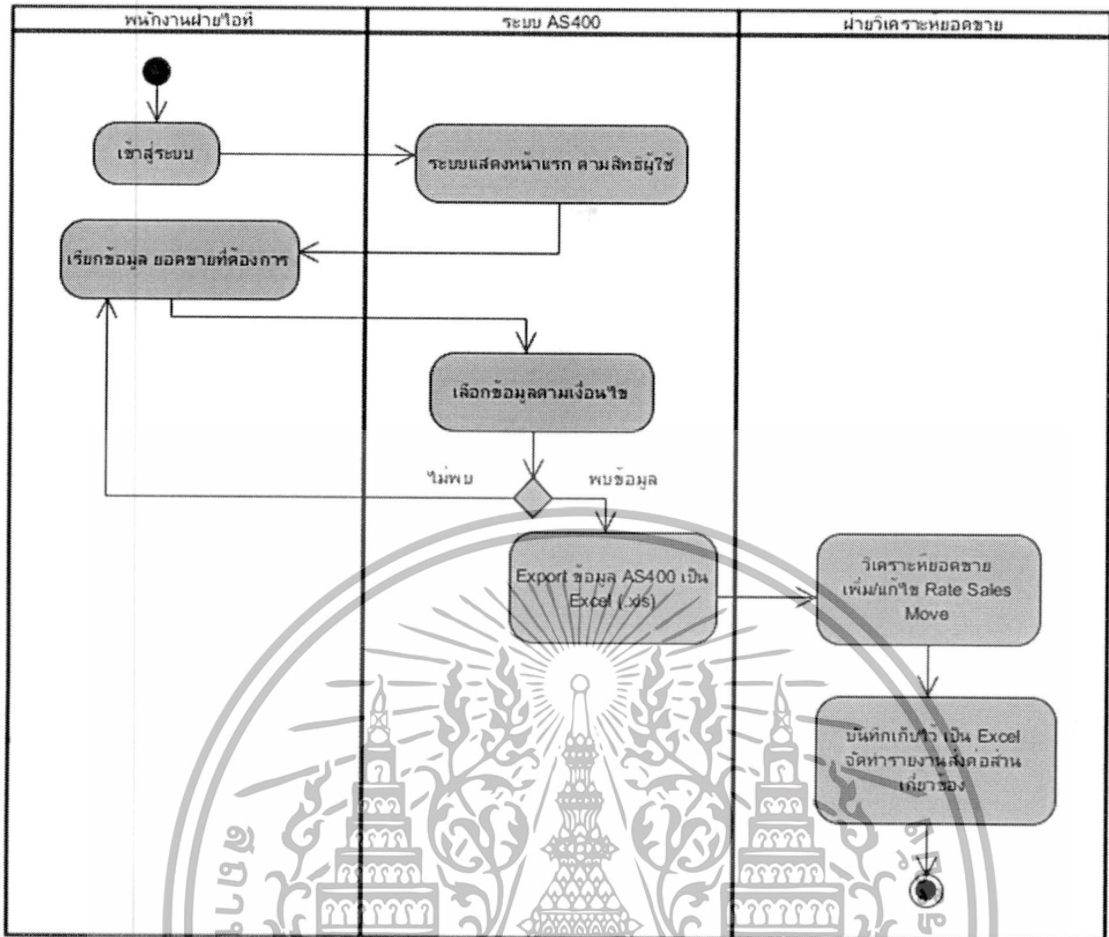 พนักงานฝ่ายไอที
ระบบ AS400
ฝ่ายวิเคราะห์ยอดขาย
เข้าสู่ระบบ
ระบบแสดงหน้าแรก ตามสิทธิผู้ใช้
เรียกข้อมูล ยอดขายที่ต้องการ
เลือกข้อมูลตามเงื่อนไข
ไม่พบ
พบข้อมูล
Export ข้อมูล AS400 เป็น
Excel (.xls)
วิเคราะห์ยอดขาย
เพิ่ม/แก้ไข Rate Sales
Move
บันทึกเก็บไว้ เป็น Excel
จัดทำรายงานส่งต่อส่วน
เกี่ยวข้อง